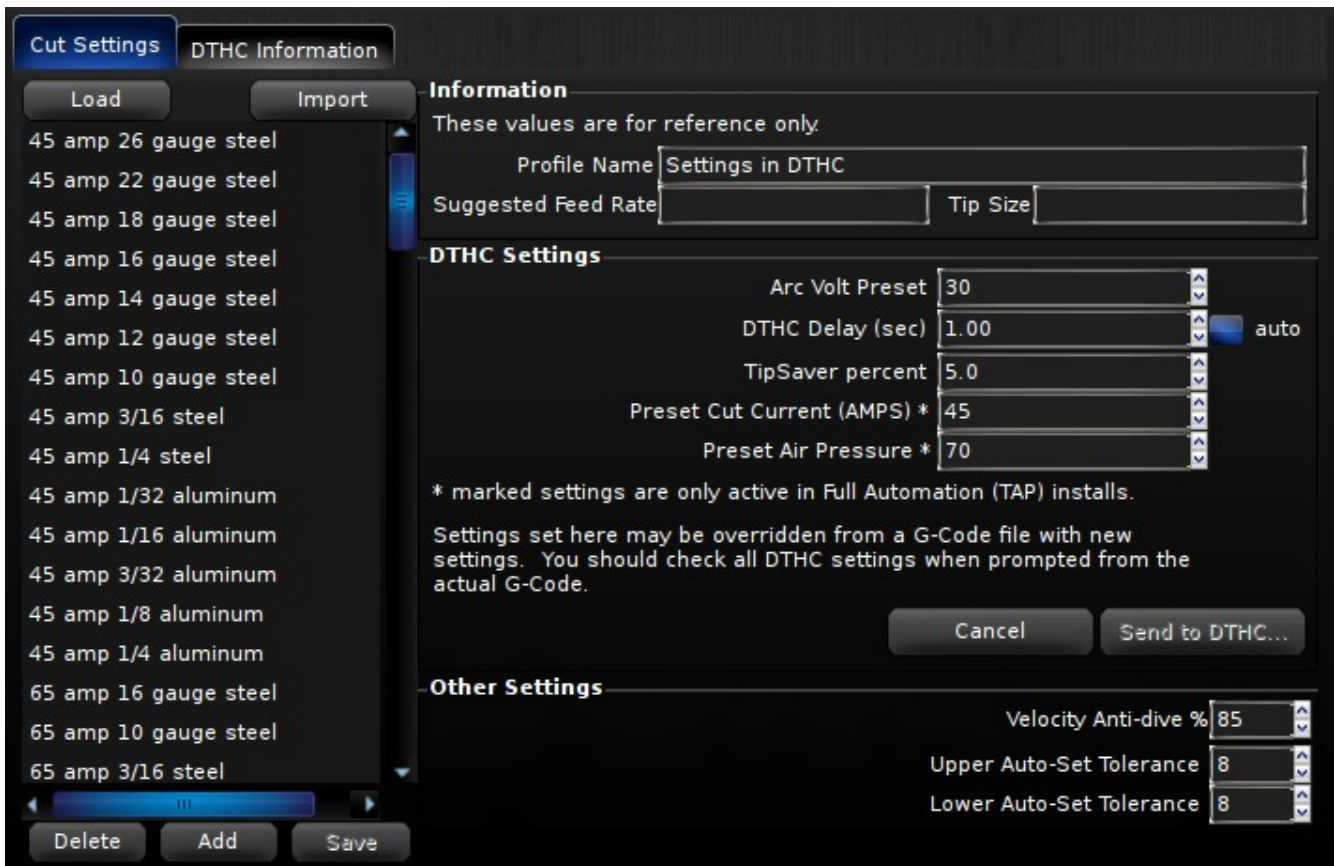 Cut Settings DTHC Information
Load Import
45 amp 26 gauge steel
45 amp 22 gauge steel
45 amp 18 gauge steel
45 amp 16 gauge steel
45 amp 14 gauge steel
45 amp 12 gauge steel
45 amp 10 gauge steel
45 amp 3/16 steel
45 amp 1/4 steel
45 amp 1/32 aluminum
45 amp 1/16 aluminum
45 amp 3/32 aluminum
45 amp 1/8 aluminum
45 amp 1/4 aluminum
65 amp 16 gauge steel
65 amp 10 gauge steel
65 amp 3/16 steel
Delete Add Save
Information
These values are for reference only.
Profile Name Settings in DTHC
Suggested Feed Rate Tip Size
DTHC Settings
Arc Volt Preset 30
DTHC Delay (sec) 1.00 auto
TipSaver percent 5.0
Preset Cut Current (AMPS) * 45
Preset Air Pressure * 70
* marked settings are only active in Full Automation (TAP) installs.
Settings set here may be overridden from a G-Code file with new
settings. You should check all DTHC settings when prompted from the
actual G-Code.
Cancel Send to DTHC...
Other Settings
Velocity Anti-dive % 85
Upper Auto-Set Tolerance 8
Lower Auto-Set Tolerance 8